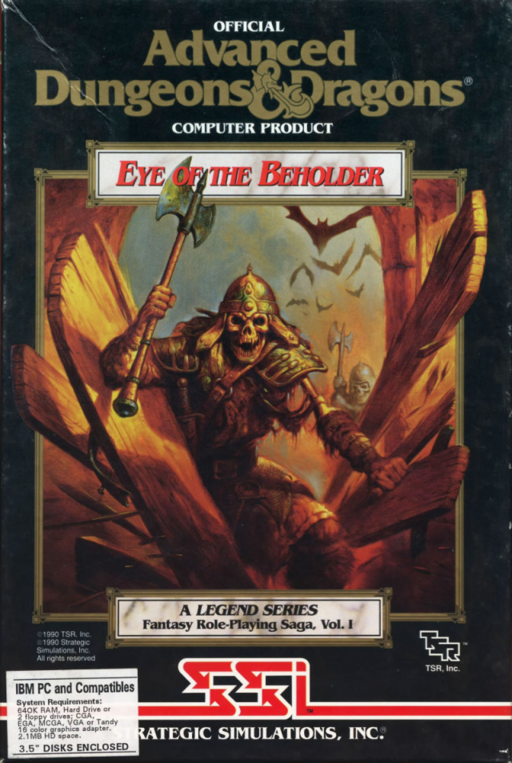 OFFICIAL
Advanced
Dungeons & Dragons®
COMPUTER PRODUCT
EYE OF THE BEHOLDER
A LEGEND SERIES
Fantasy Role-Playing Saga, Vol. I
©1990 TSR, Inc.
©1990 Strategic
Simulations, Inc.
All rights reserved
TSR
TSR, Inc.
SSi™
STRATEGIC SIMULATIONS, INC.®
IBM PC and Compatibles
System Requirements:
640K RAM, Hard Drive or
2 floppy drives; CGA,
EGA, MCGA, VGA or Tandy
16 color graphics adapter.
2.1MB HD space.
3.5" DISKS ENCLOSED